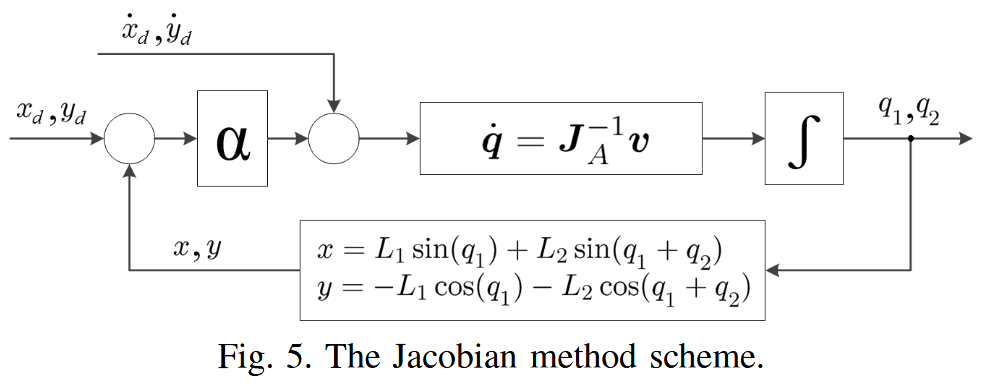 ẋ_d, ẏ_d
x_d, y_d
α
q̇ = J_A^{-1} v
∫
q_1, q_2
x, y
x = L_1 sin(q_1) + L_2 sin(q_1 + q_2)
y = −L_1 cos(q_1) − L_2 cos(q_1 + q_2)
Fig. 5. The Jacobian method scheme.